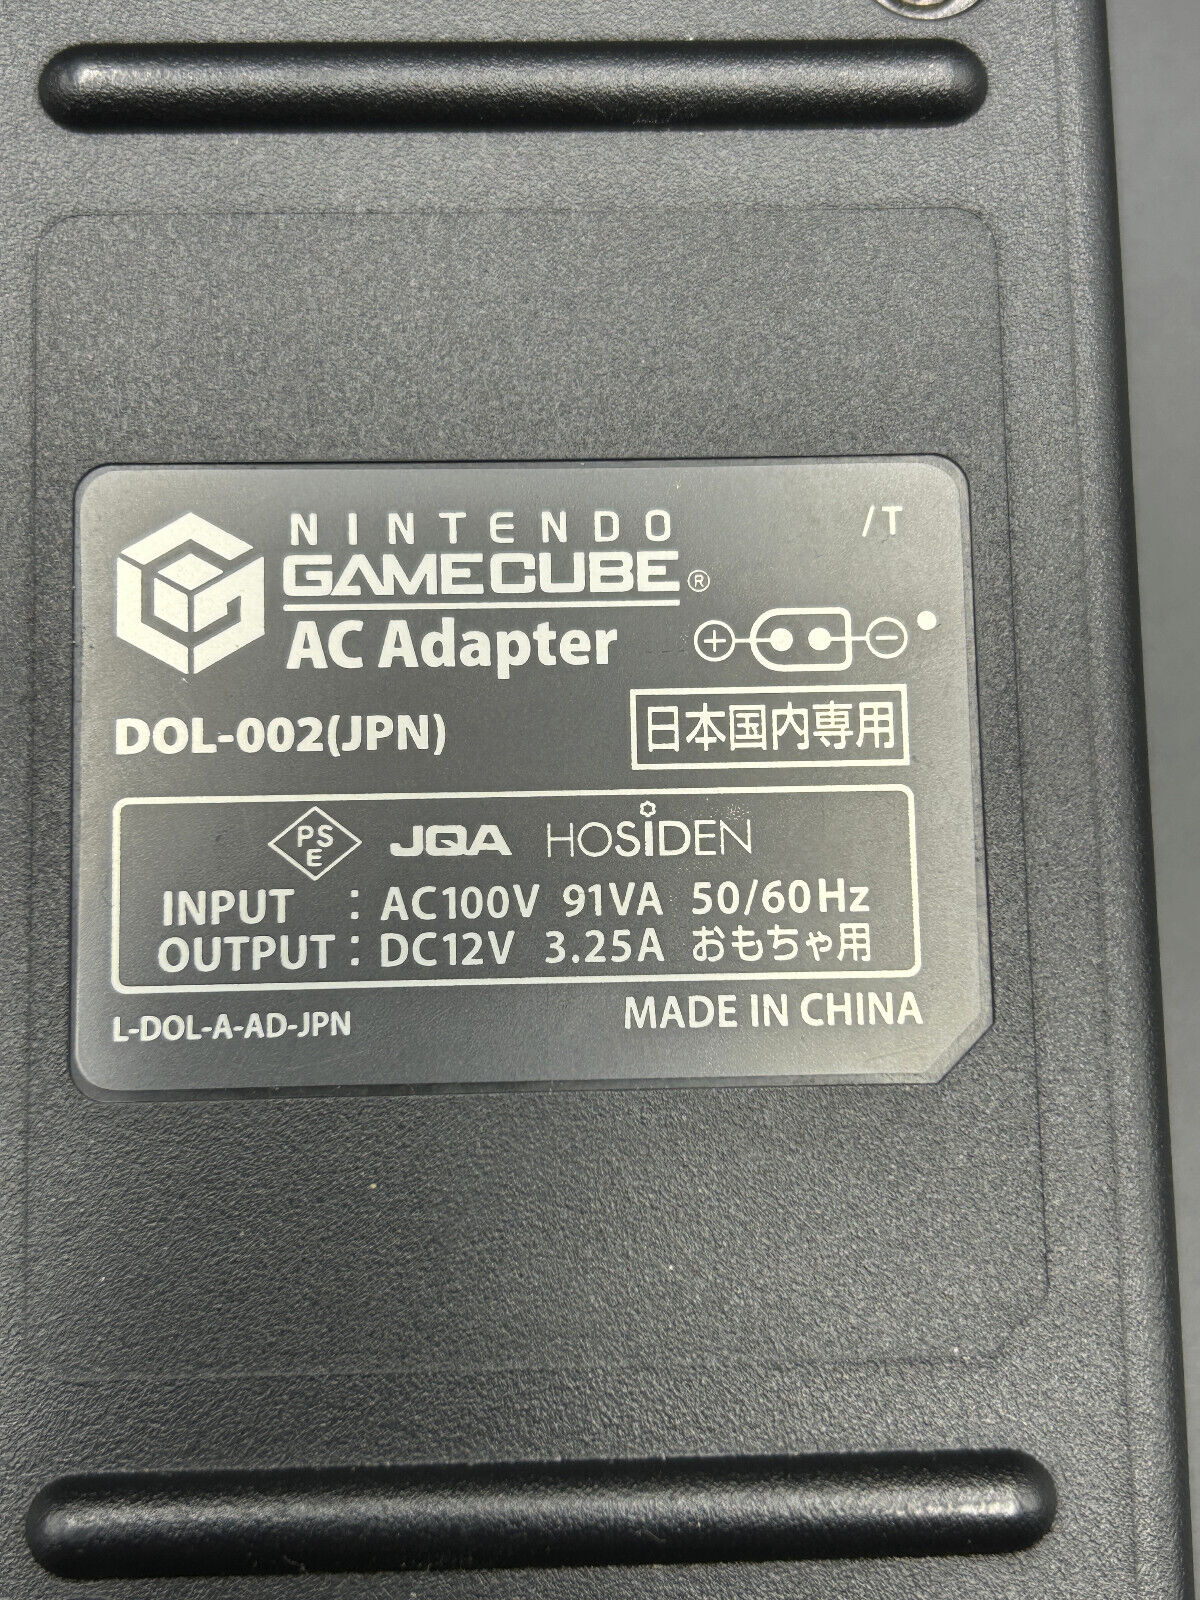 NINTENDO
GAMECUBE®
/T
AC Adapter
DOL-002(JPN)
日本国内専用
PSE JQA HOSIDEN
INPUT : AC100V 91VA 50/60Hz
OUTPUT : DC12V 3.25A おもちゃ用
L-DOL-A-AD-JPN
MADE IN CHINA